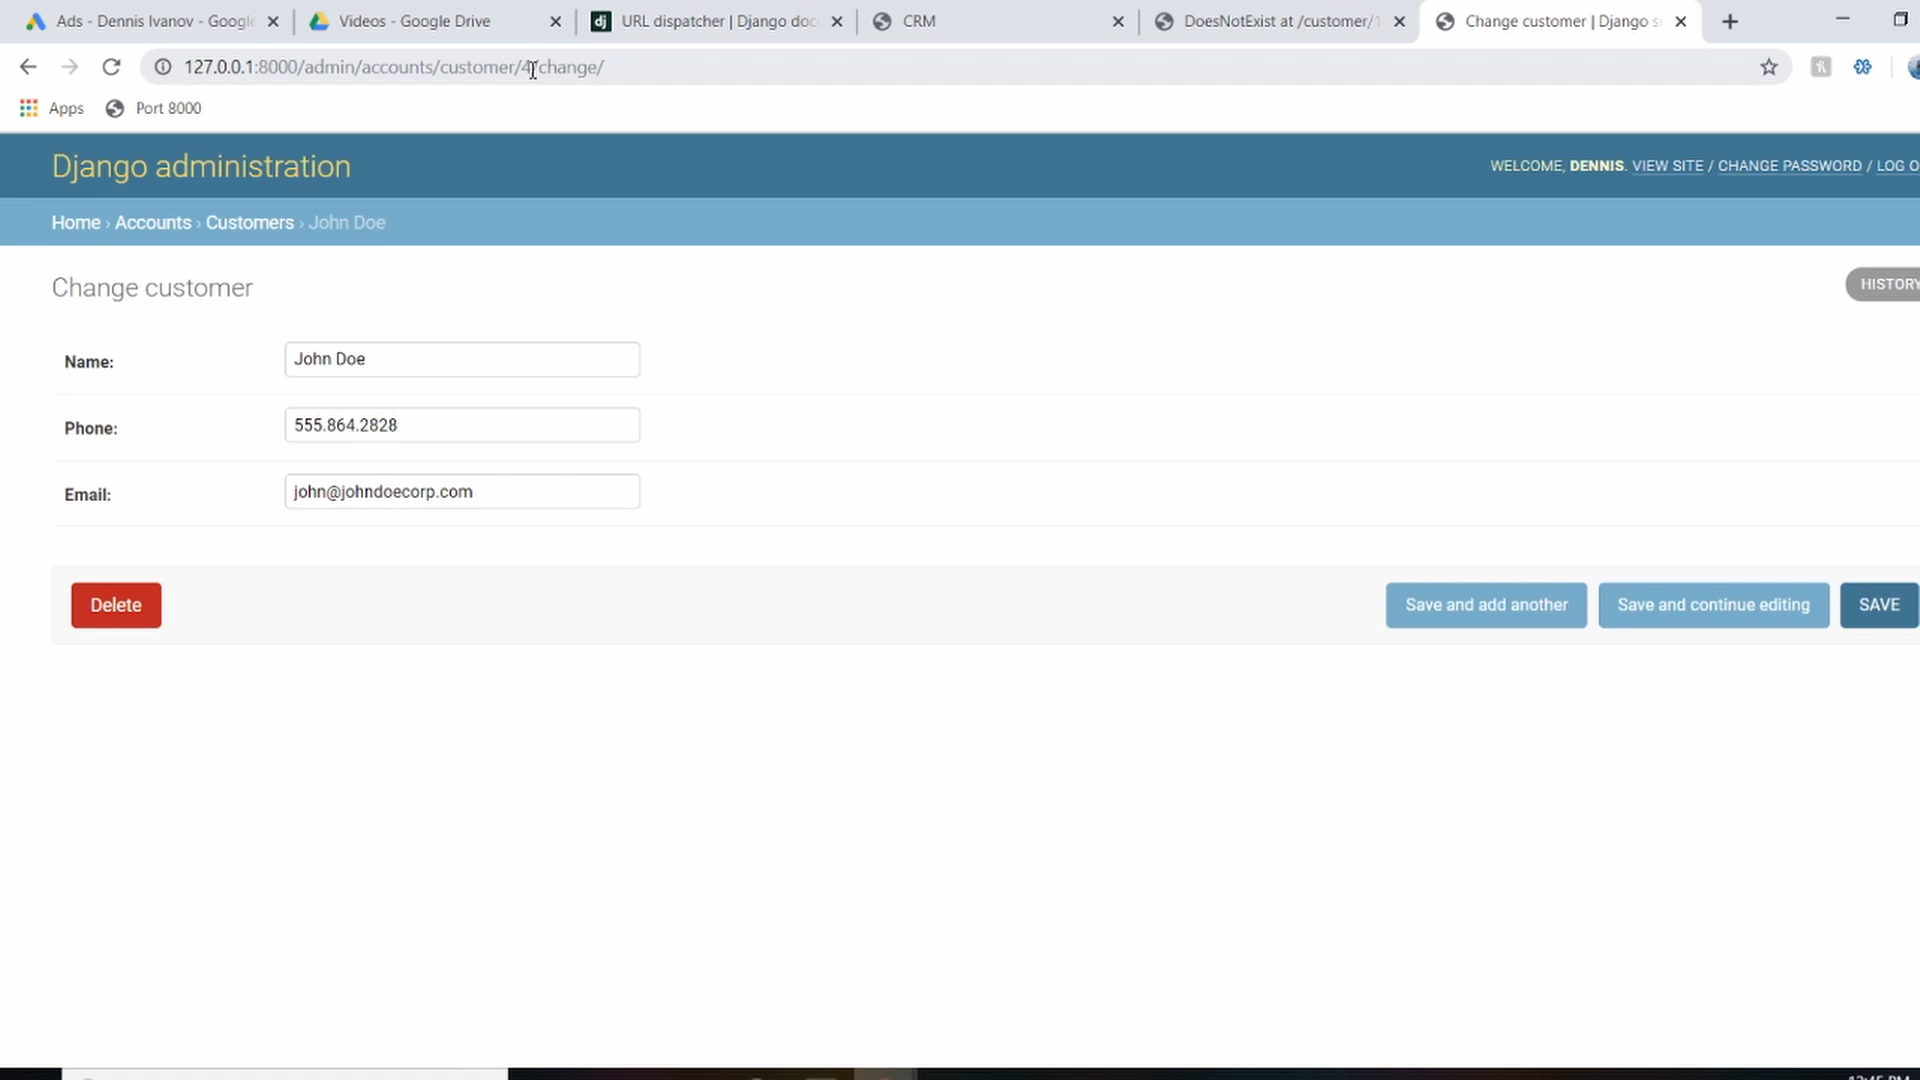 Ads - Dennis Ivanov - Google
Videos - Google Drive
dj URL dispatcher | Django doc
CRM
DoesNotExist at /customer/1
Change customer | Django s
127.0.0.1:8000/admin/accounts/customer/4/change/
Apps
Port 8000
Django administration
WELCOME, DENNIS. VIEW SITE / CHANGE PASSWORD / LOG O
Home › Accounts › Customers › John Doe
Change customer
HISTORY
Name:
John Doe
Phone:
555.864.2828
Email:
john@johndoecorp.com
Delete
Save and add another
Save and continue editing
SAVE